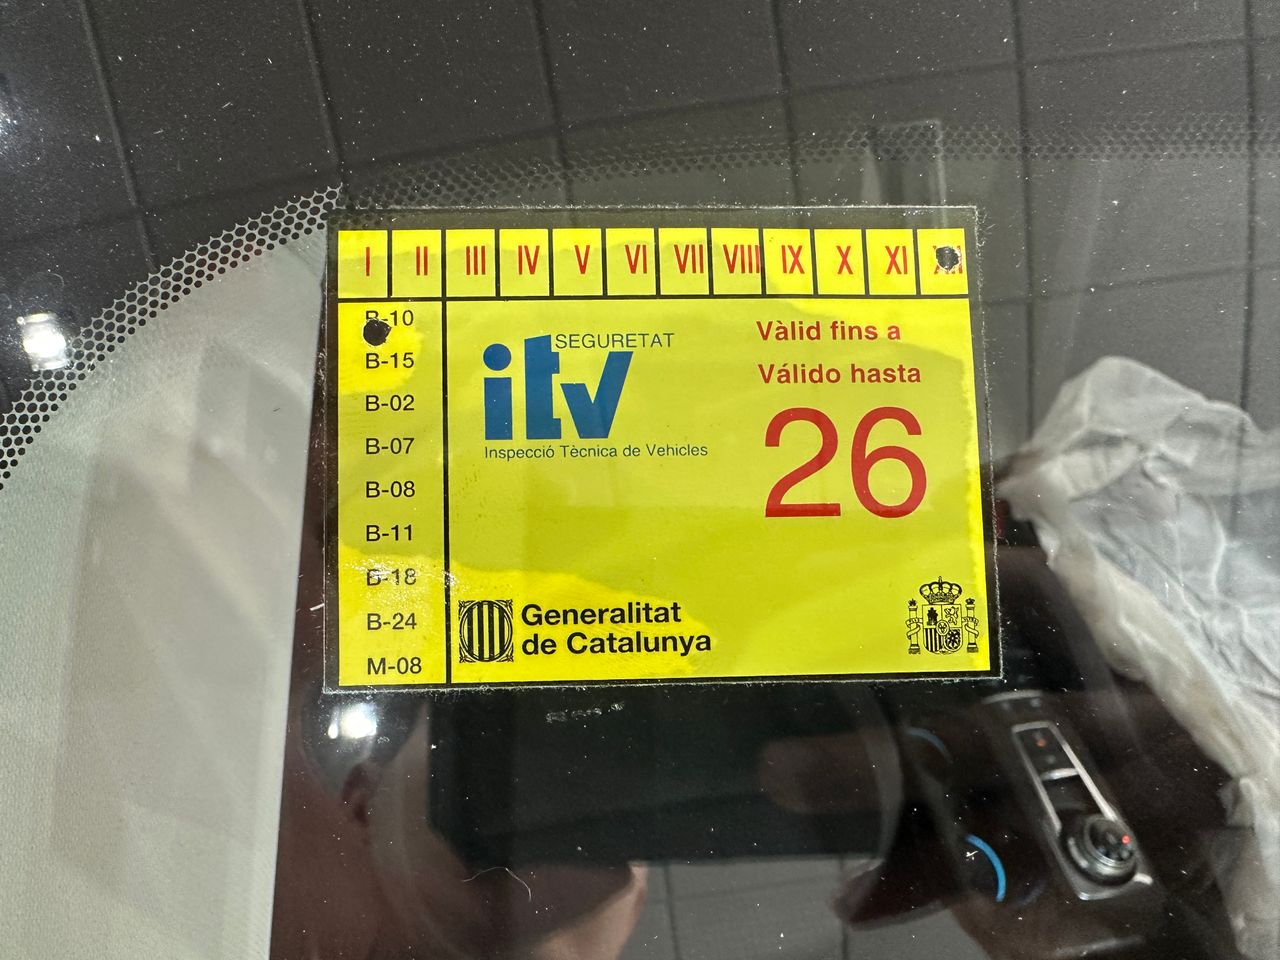 I II III IV V VI VII VIII IX X XI XII
B-10
B-15
B-02
B-07
B-08
B-11
B-18
B-24
M-08
SEGURETAT
itv
Inspecció Tècnica de Vehicles
Vàlid fins a
Válido hasta
26
Generalitat
de Catalunya